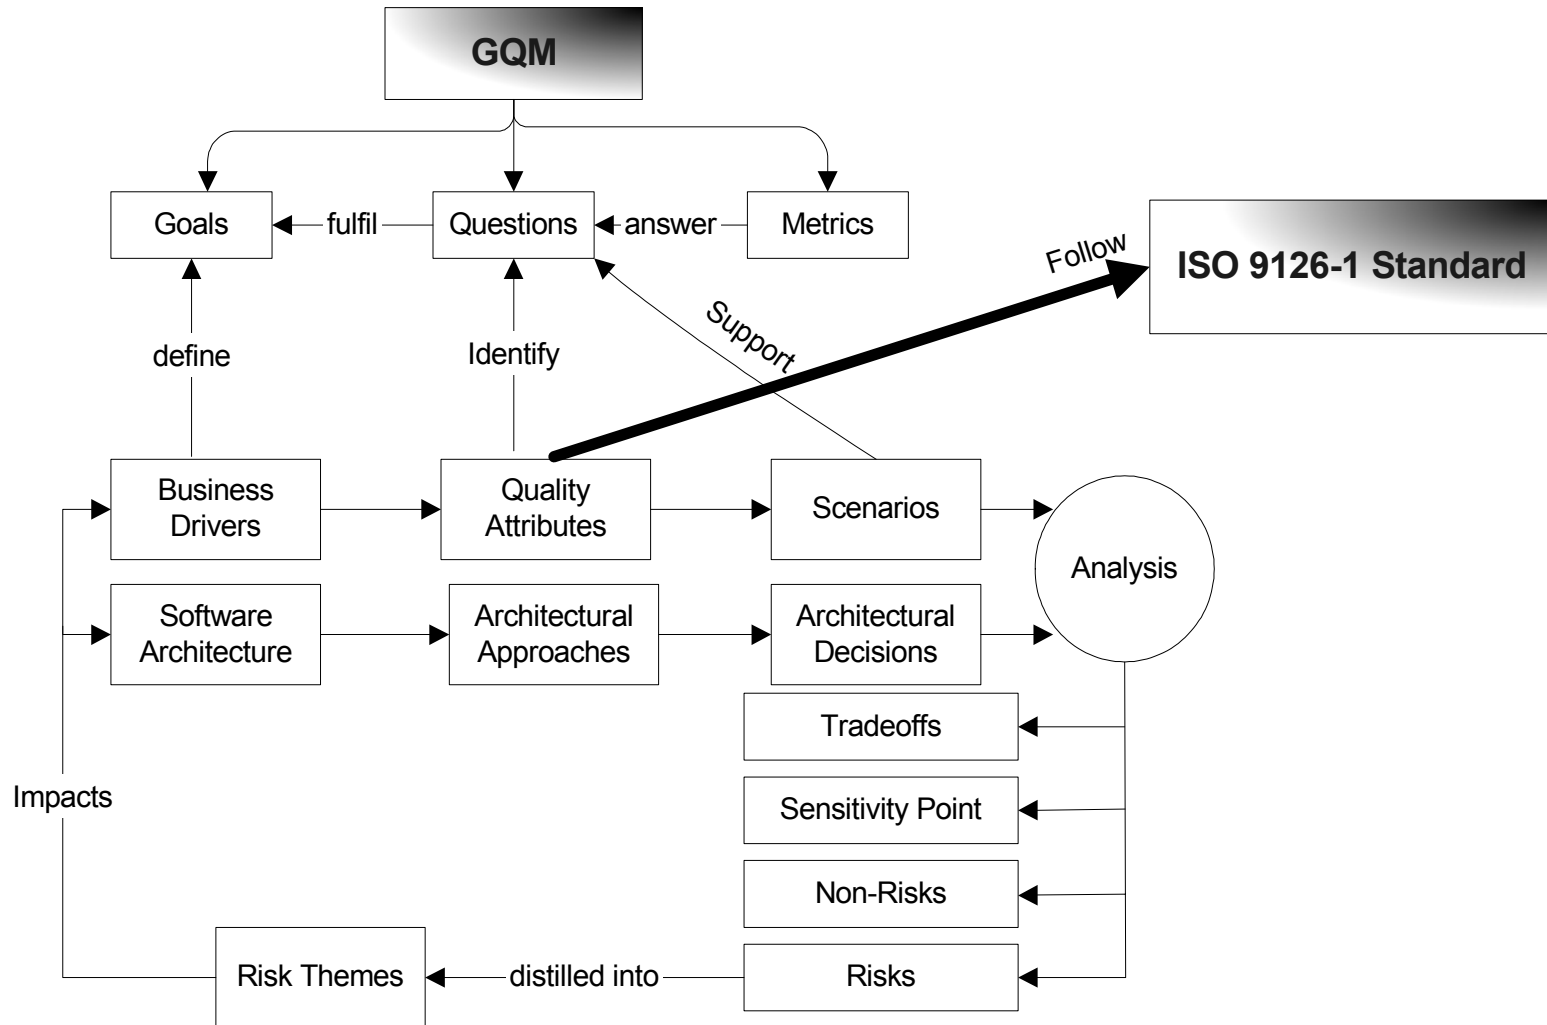 GQM
Goals
fulfil
Questions
answer
Metrics
Follow
ISO 9126-1 Standard
Support
define
Identify
Business
Drivers
Quality
Attributes
Scenarios
Analysis
Software
Architecture
Architectural
Approaches
Architectural
Decisions
Tradeoffs
Impacts
Sensitivity Point
Non-Risks
Risk Themes
distilled into
Risks